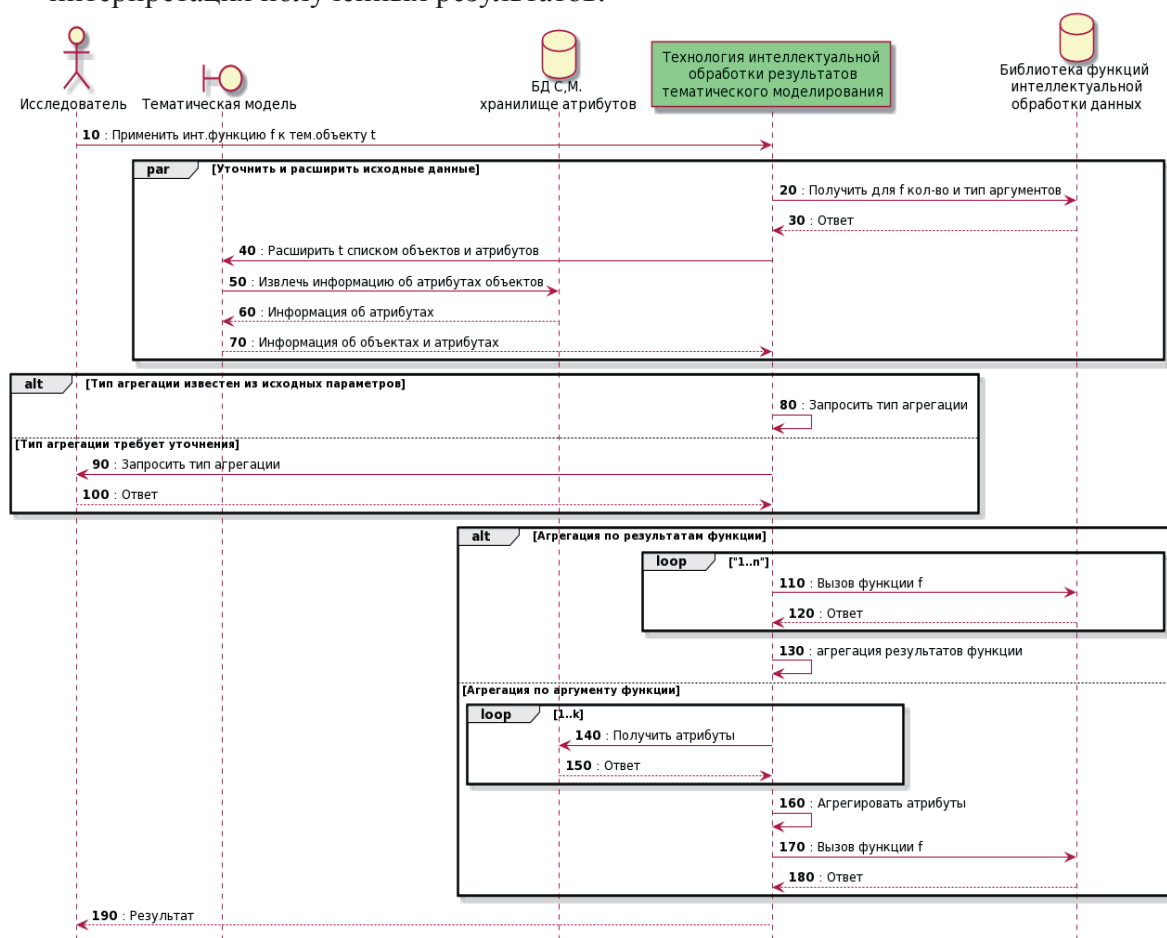 интерпретация полученных результатов.
Исследователь
Тематическая модель
БД С,М.
хранилище атрибутов
Технология интеллектуальной
обработки результатов
тематического моделирования
Библиотека функций
интеллектуальной
обработки данных
10 : Применить инт.функцию f к тем.объекту t
par [Уточнить и расширить исходные данные]
20 : Получить для f кол-во и тип аргументов
30 : Ответ
40 : Расширить t списком объектов и атрибутов
50 : Извлечь информацию об атрибутах объектов
60 : Информация об атрибутах
70 : Информация об объектах и атрибутах
alt [Тип агрегации известен из исходных параметров]
80 : Запросить тип агрегации
[Тип агрегации требует уточнения]
90 : Запросить тип агрегации
100 : Ответ
alt [Агрегация по результатам функции]
loop ["1..n"]
110 : Вызов функции f
120 : Ответ
130 : агрегация результатов функции
[Агрегация по аргументу функции]
loop [1..k]
140 : Получить атрибуты
150 : Ответ
160 : Агрегировать атрибуты
170 : Вызов функции f
180 : Ответ
190 : Результат